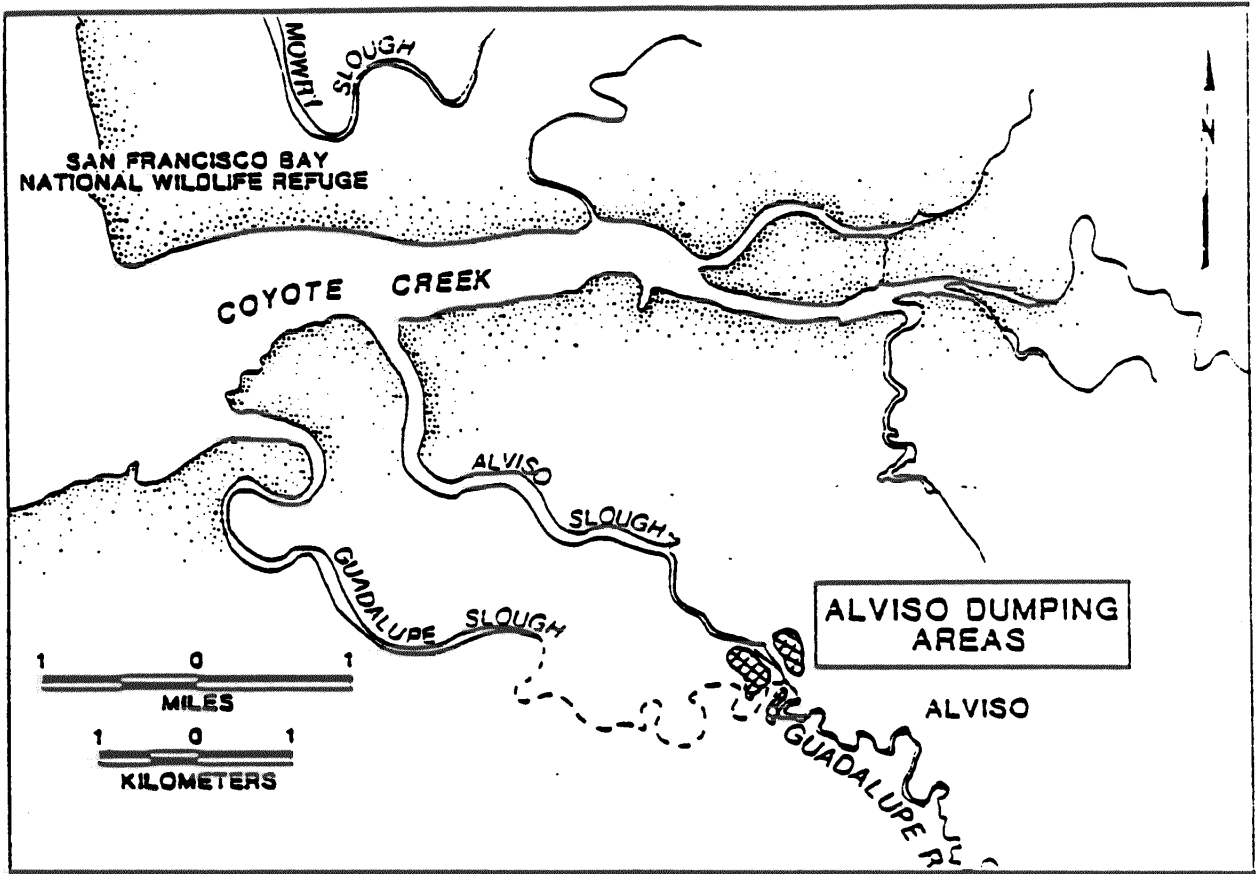 MOWRY
SLOUGH
N
SAN FRANCISCO BAY
NATIONAL WILDLIFE REFUGE
COYOTE CREEK
ALVISO
SLOUGH
GUADALUPE
SLOUGH
ALVISO DUMPING
AREAS
1 0 1
MILES
ALVISO
1 0 1
KILOMETERS
GUADALUPE R